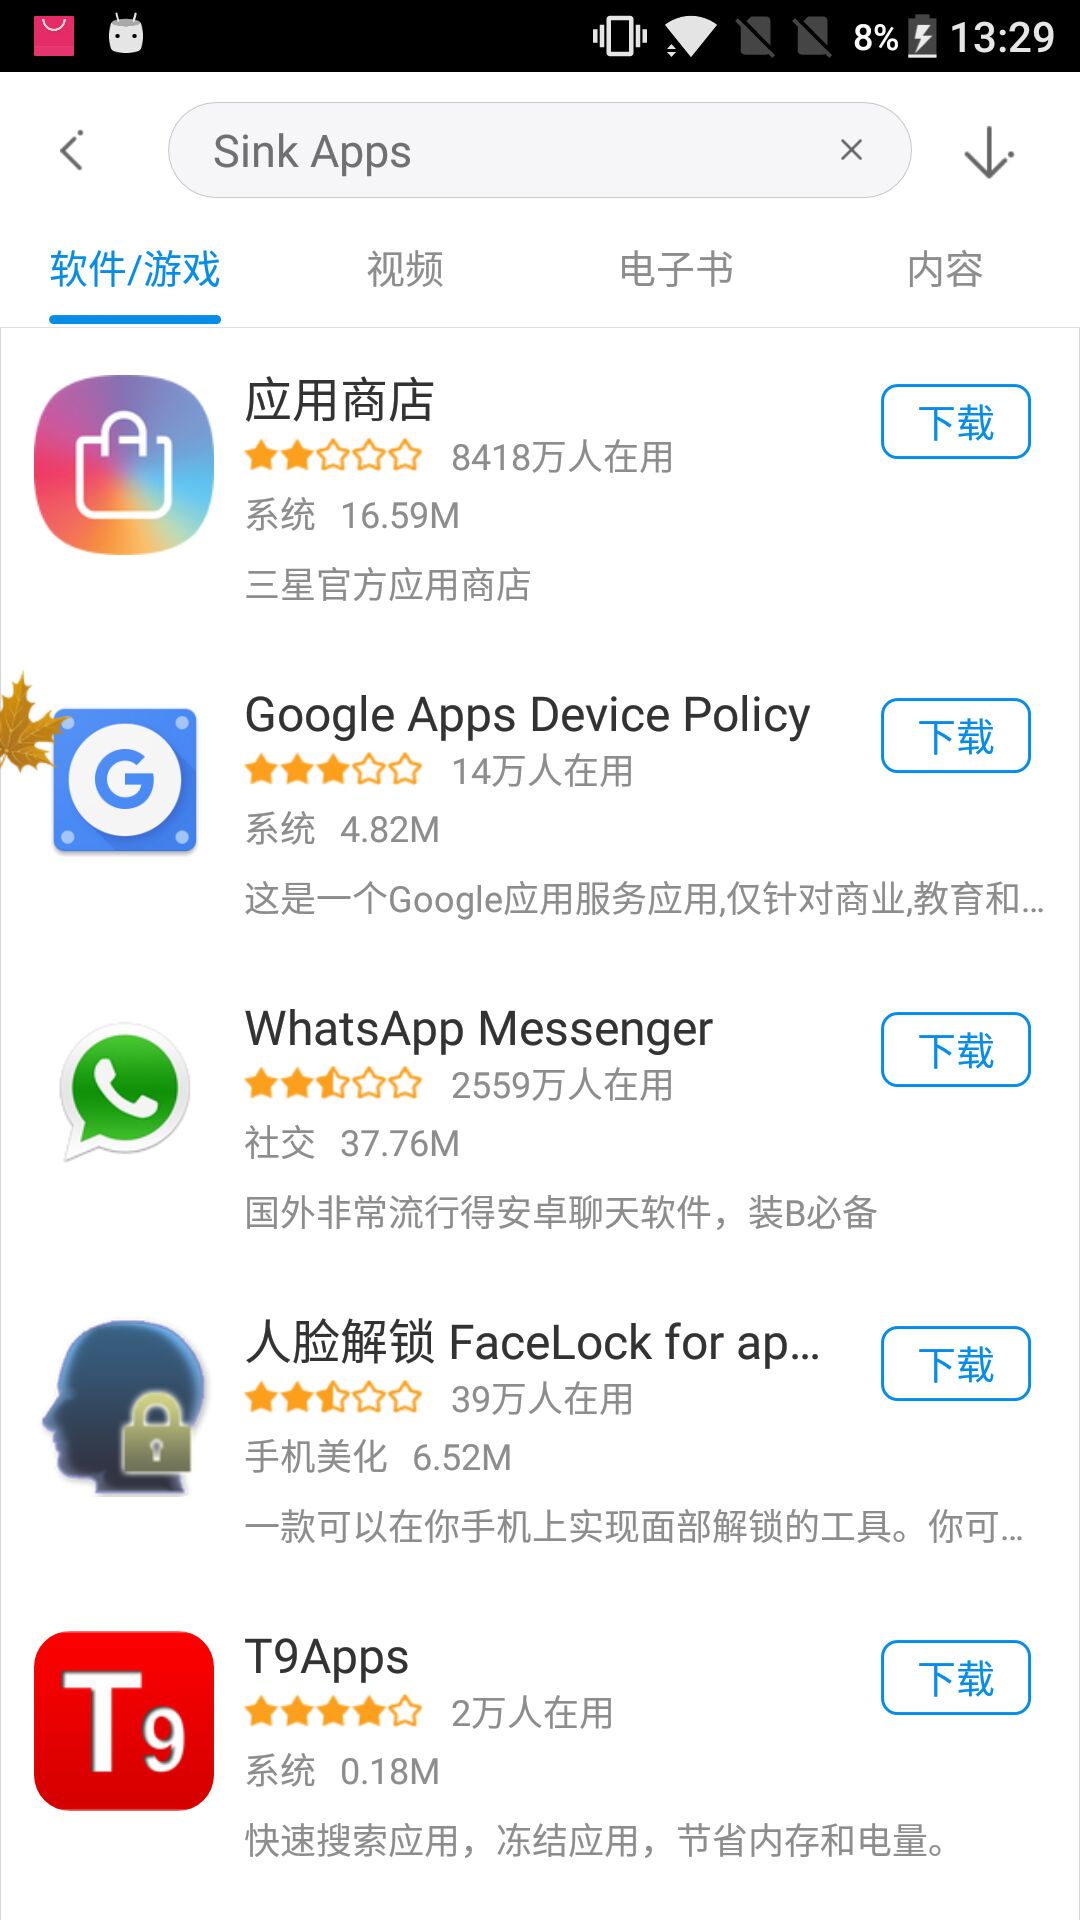 8% 13:29
Sink Apps
软件/游戏 视频 电子书 内容
应用商店
下载
8418万人在用
系统 16.59M
三星官方应用商店
Google Apps Device Policy
下载
14万人在用
系统 4.82M
这是一个Google应用服务应用,仅针对商业,教育和...
WhatsApp Messenger
下载
2559万人在用
社交 37.76M
国外非常流行得安卓聊天软件，装B必备
人脸解锁 FaceLock for ap...
下载
39万人在用
手机美化 6.52M
一款可以在你手机上实现面部解锁的工具。你可...
T9
T9Apps
下载
2万人在用
系统 0.18M
快速搜索应用，冻结应用，节省内存和电量。